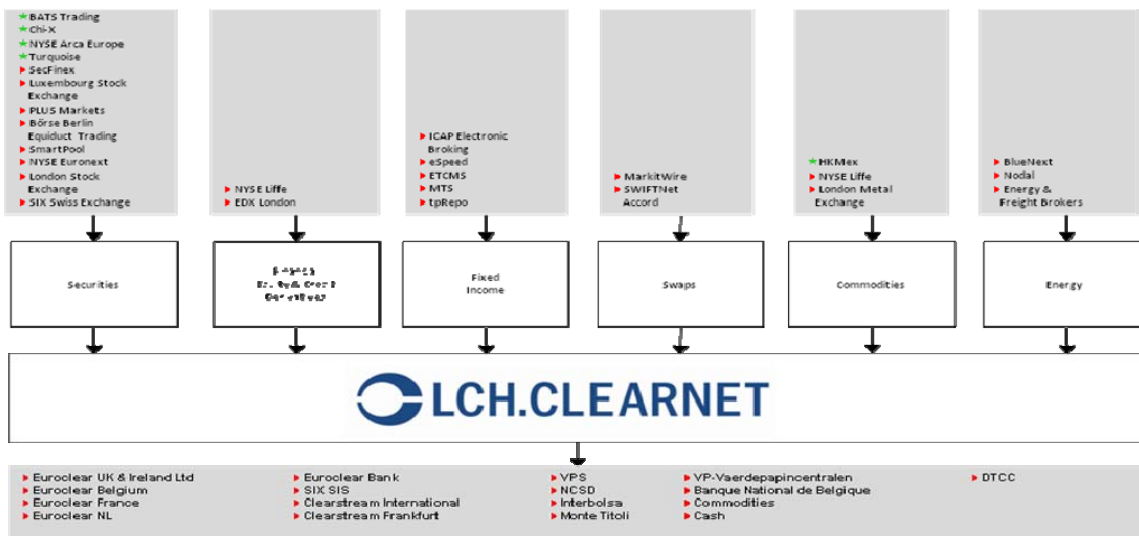 BATS Trading
Chi-X
NYSE Arca Europe
Turquoise
SecFinex
Luxembourg Stock
Exchange
PLUS Markets
Börse Berlin
Equiduct Trading
SmartPool
NYSE Euronext
London Stock
Exchange
SIX Swiss Exchange
NYSE Liffe
EDX London
ICAP Electronic
Broking
eSpeed
ETCMS
MTS
tpRepo
MarkitWire
SWIFTNet
Accord
HKMex
NYSE Liffe
London Metal
Exchange
BlueNext
Nodal
Energy &
Freight Brokers
Securities
Fixed
Income
Swaps
Commodities
Energy
LCH.CLEARNET
Euroclear UK & Ireland Ltd
Euroclear Belgium
Euroclear France
Euroclear NL
Euroclear Bank
SIX SIS
Clearstream International
Clearstream Frankfurt
VPS
NCSD
Interbolsa
Monte Titoli
VP-Vaerdepapincentralen
Banque National de Belgique
Commodities
Cash
DTCC